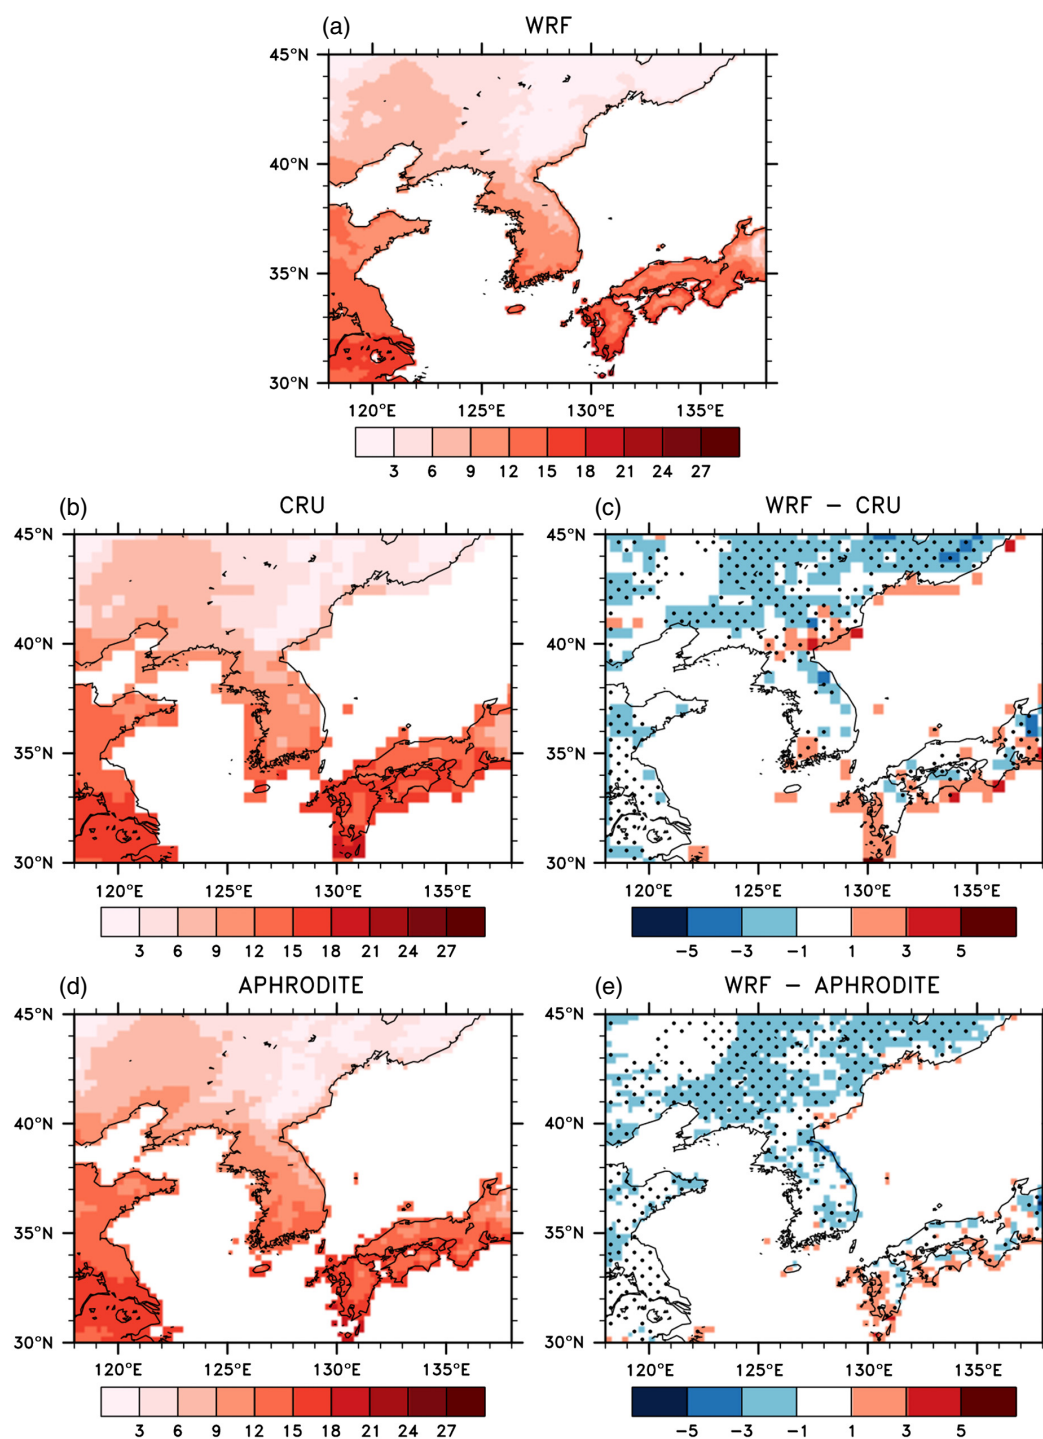 (a) WRF
45°N
40°N
35°N
30°N
120°E 125°E 130°E 135°E
3 6 9 12 15 18 21 24 27
(b) CRU
45°N
40°N
35°N
30°N
120°E 125°E 130°E 135°E
3 6 9 12 15 18 21 24 27
(c) WRF − CRU
45°N
40°N
35°N
30°N
120°E 125°E 130°E 135°E
−5 −3 −1 1 3 5
(d) APHRODITE
45°N
40°N
35°N
30°N
120°E 125°E 130°E 135°E
3 6 9 12 15 18 21 24 27
(e) WRF − APHRODITE
45°N
40°N
35°N
30°N
120°E 125°E 130°E 135°E
−5 −3 −1 1 3 5